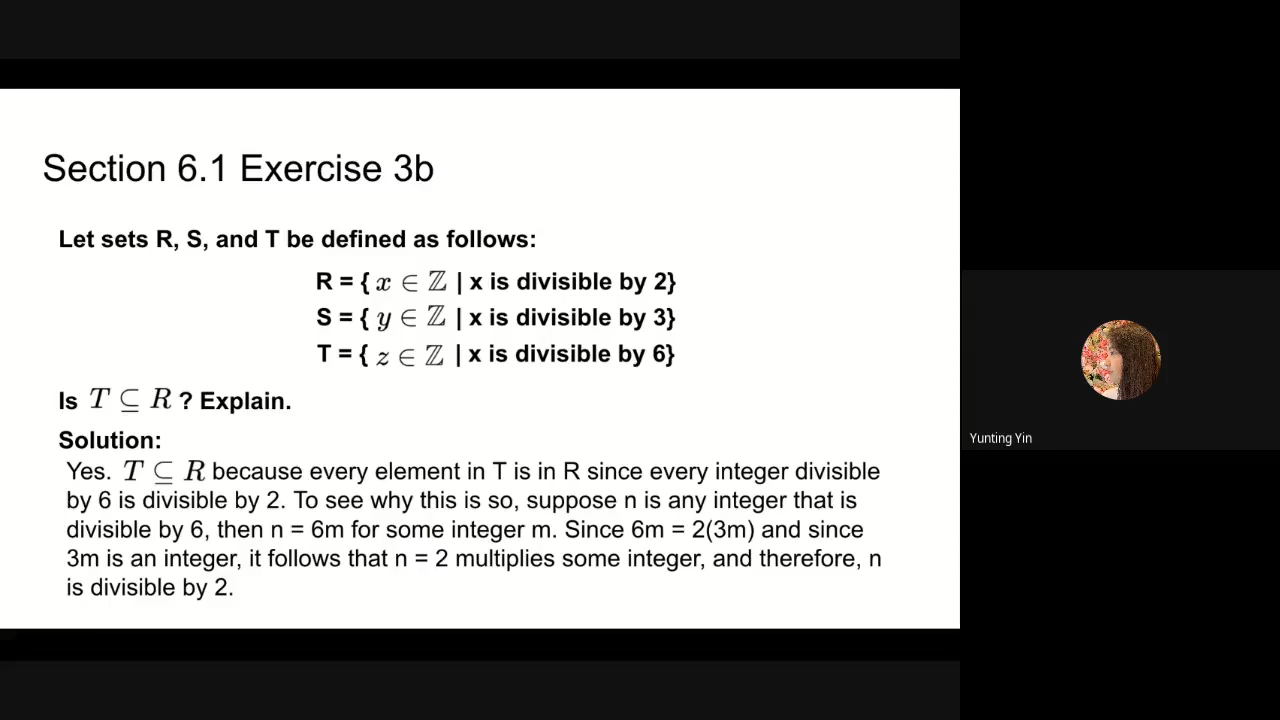 Section 6.1 Exercise 3b
Let sets R, S, and T be defined as follows:
R = { x ∈ ℤ | x is divisible by 2}
S = { y ∈ ℤ | x is divisible by 3}
T = { z ∈ ℤ | x is divisible by 6}
Is T ⊆ R ? Explain.
Solution:
Yes. T ⊆ R because every element in T is in R since every integer divisible
by 6 is divisible by 2. To see why this is so, suppose n is any integer that is
divisible by 6, then n = 6m for some integer m. Since 6m = 2(3m) and since
3m is an integer, it follows that n = 2 multiplies some integer, and therefore, n
is divisible by 2.
Yunting Yin